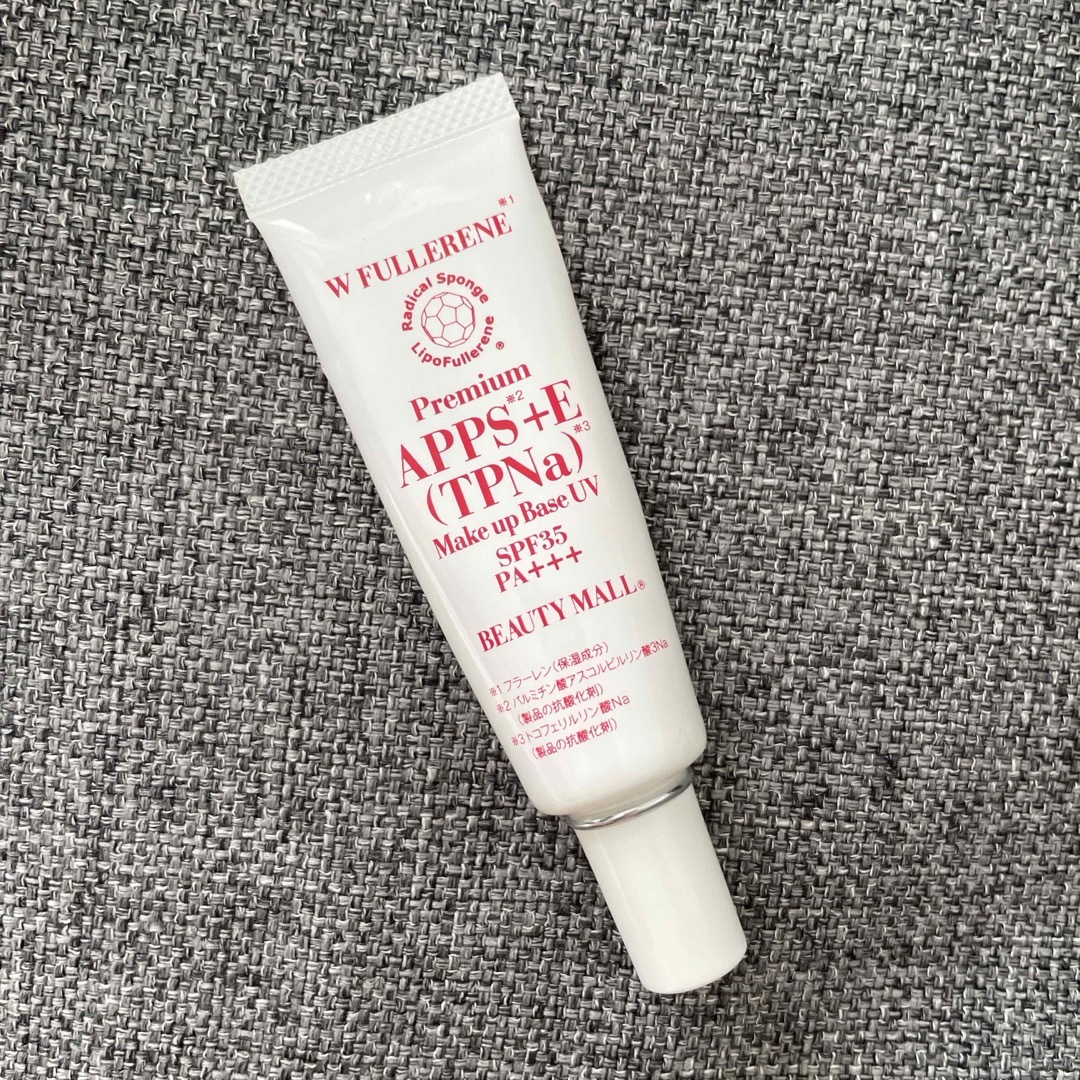 W FULLERENE※1
Radical Sponge
LipoFullerene®
Premium
APPS※2+E
(TPNa)※3
Make up Base UV
SPF35
PA+++
BEAUTY MALL®
※1 フラーレン(保湿成分)
※2 パルミチン酸アスコルビルリン酸3Na
(製品の抗酸化剤)
※3 トコフェリルリン酸Na
(製品の抗酸化剤)